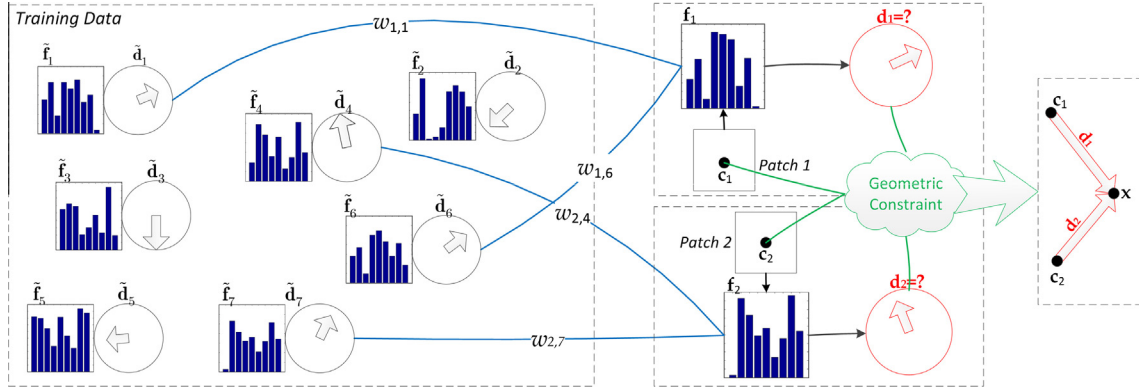 Training Data
f̃₁
d̃₁
w₁,₁
f̃₂
d̃₂
f̃₄
d̃₄
f̃₃
d̃₃
w₁,₆
f̃₆
d̃₆
w₂,₄
f̃₅
d̃₅
f̃₇
d̃₇
w₂,₇
f₁
d₁=?
c₁
Patch 1
Patch 2
c₂
f₂
d₂=?
Geometric
Constraint
c₁
d₁
x
d₂
c₂